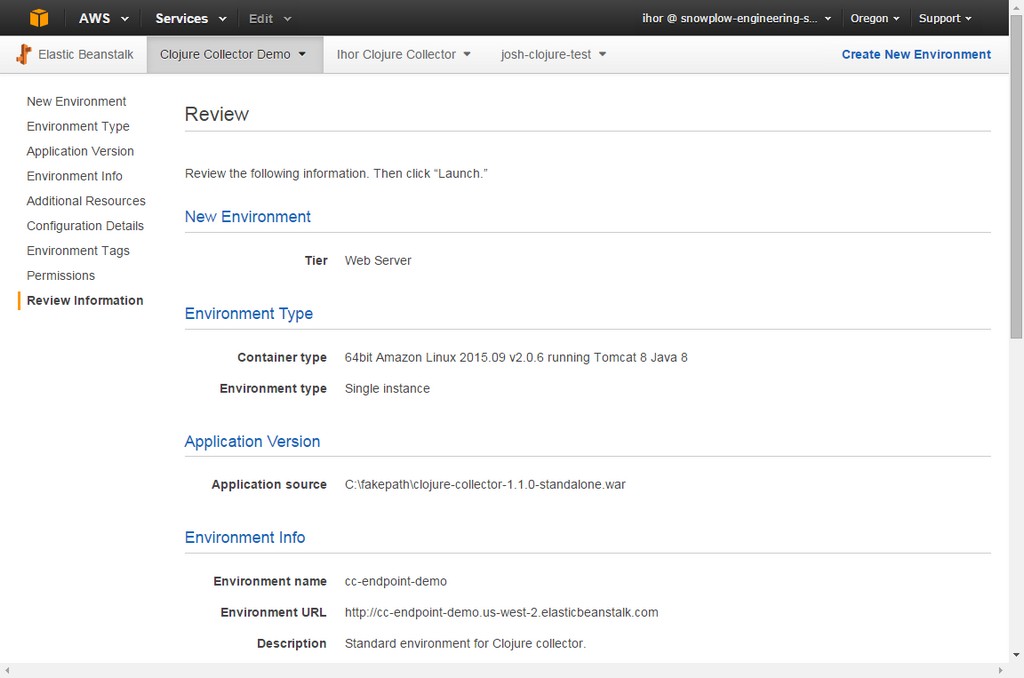 AWS Services Edit ihor @ snowplow-engineering-s... Oregon Support
Elastic Beanstalk Clojure Collector Demo Ihor Clojure Collector josh-clojure-test Create New Environment
New Environment
Environment Type
Application Version
Environment Info
Additional Resources
Configuration Details
Environment Tags
Permissions
Review Information
Review
Review the following information. Then click “Launch.”
New Environment
Tier Web Server
Environment Type
Container type 64bit Amazon Linux 2015.09 v2.0.6 running Tomcat 8 Java 8
Environment type Single instance
Application Version
Application source C:\fakepath\clojure-collector-1.1.0-standalone.war
Environment Info
Environment name cc-endpoint-demo
Environment URL http://cc-endpoint-demo.us-west-2.elasticbeanstalk.com
Description Standard environment for Clojure collector.